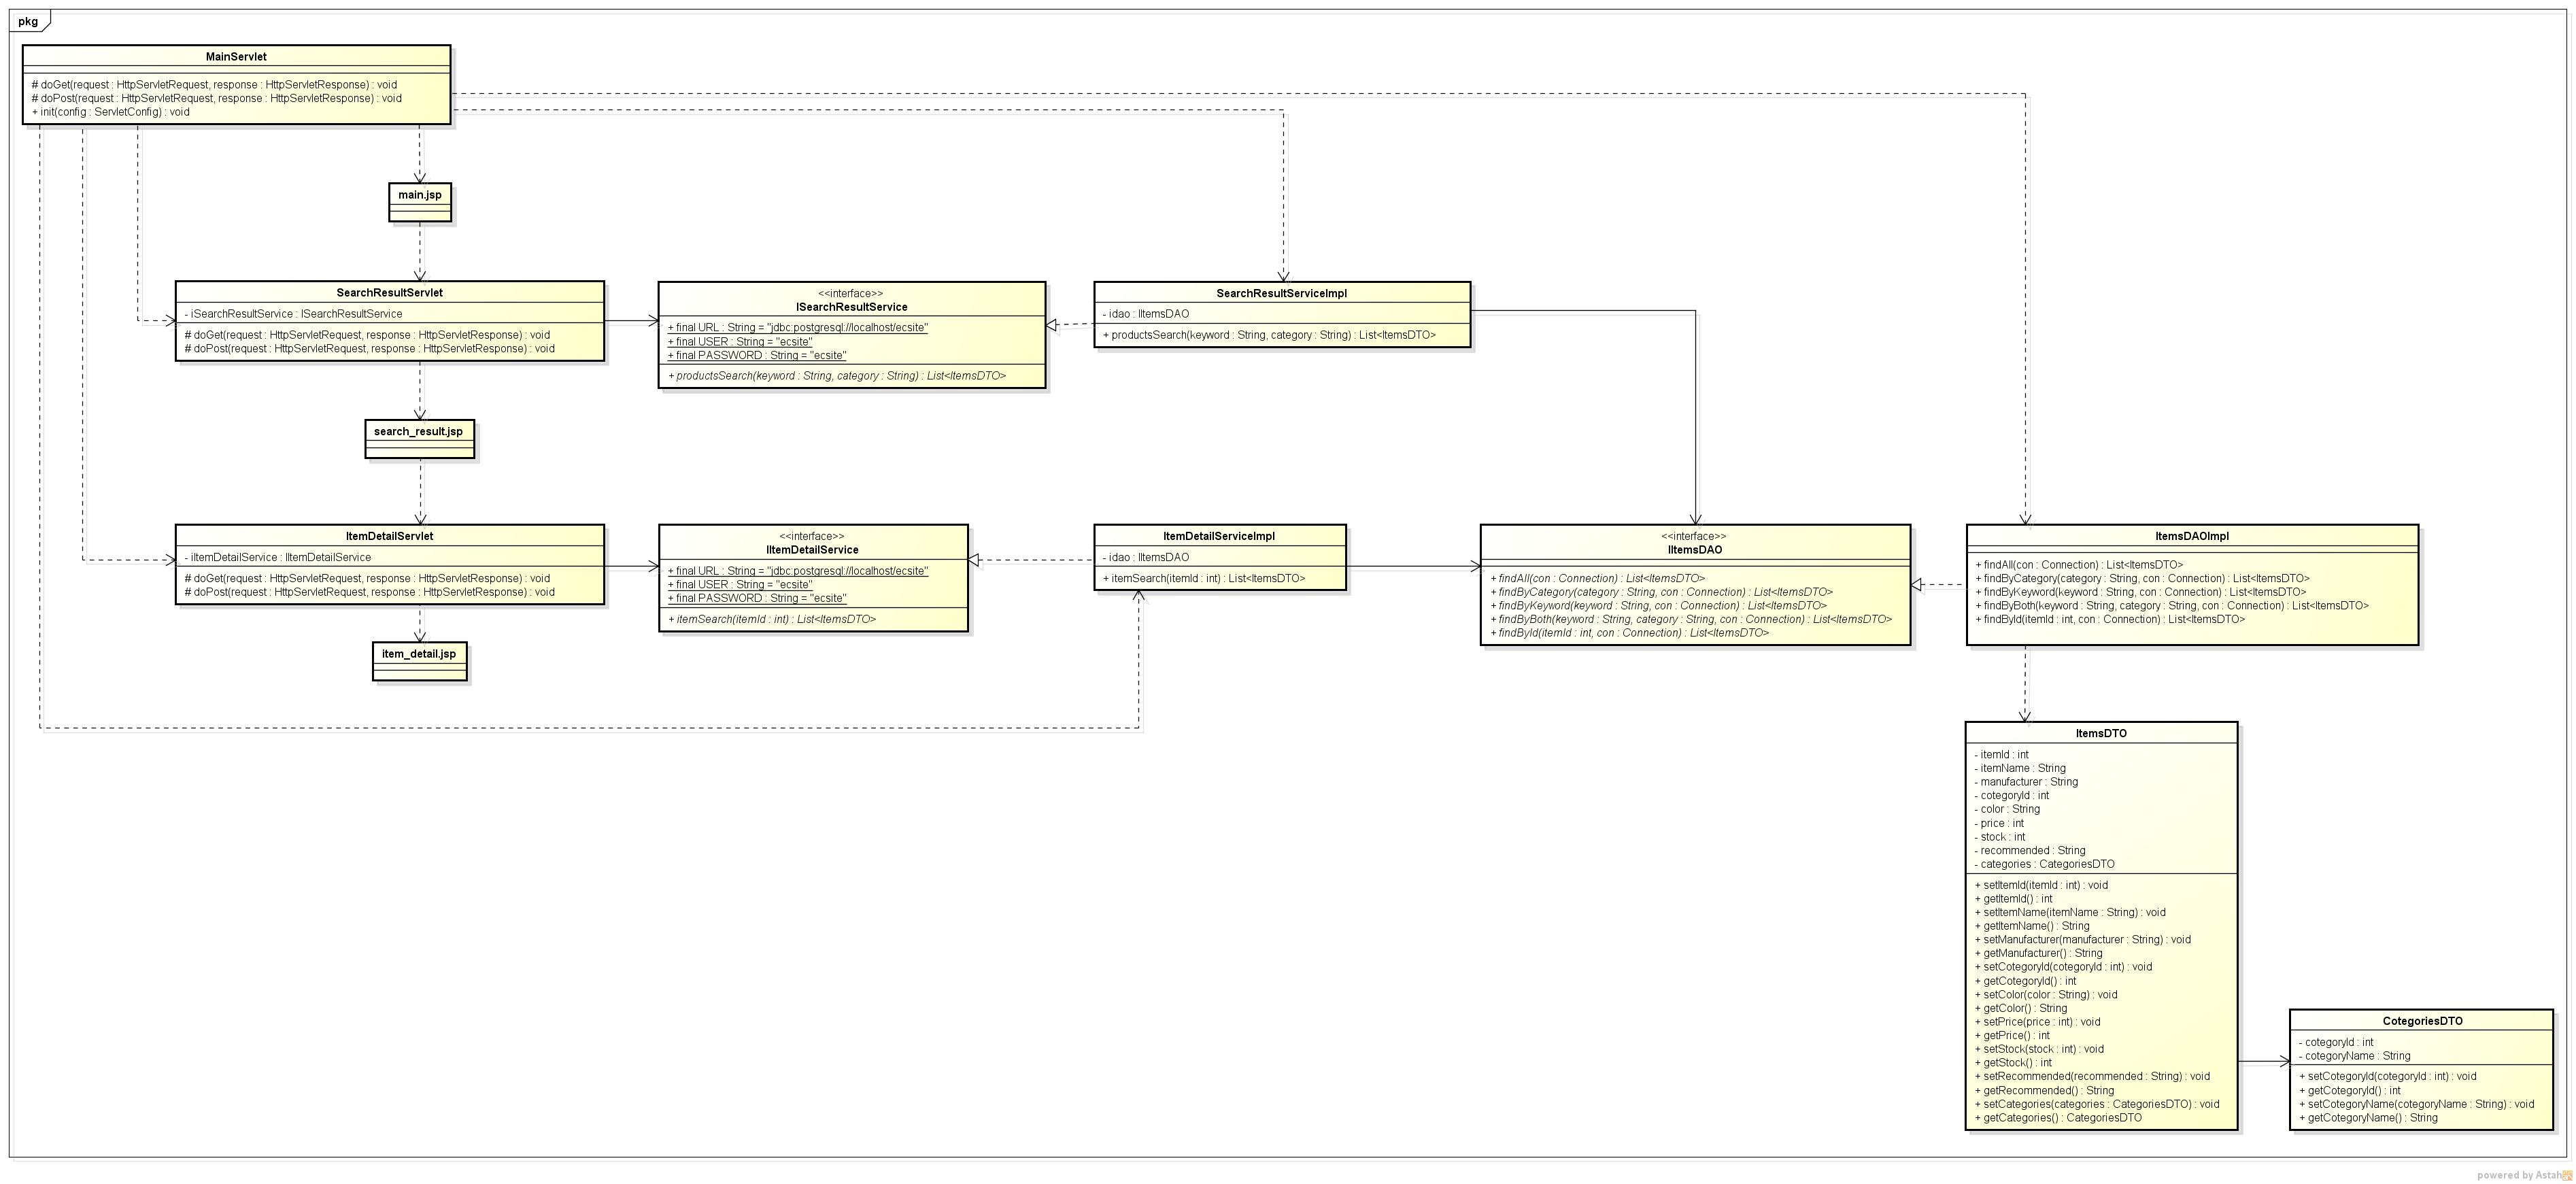 pkg
MainServlet
# doGet(request : HttpServletRequest, response : HttpServletResponse) : void
# doPost(request : HttpServletRequest, response : HttpServletResponse) : void
+ init(config : ServletConfig) : void
main.jsp
SearchResultServlet
- iSearchResultService : ISearchResultService
# doGet(request : HttpServletRequest, response : HttpServletResponse) : void
# doPost(request : HttpServletRequest, response : HttpServletResponse) : void
<<interface>>
ISearchResultService
+ final URL : String = "jdbc:postgresql://localhost/ecsite"
+ final USER : String = "ecsite"
+ final PASSWORD : String = "ecsite"
+ productsSearch(keyword : String, category : String) : List<ItemsDTO>
SearchResultServiceImpl
- idao : IItemsDAO
+ productsSearch(keyword : String, category : String) : List<ItemsDTO>
search_result.jsp
ItemDetailServlet
- iItemDetailService : IItemDetailService
# doGet(request : HttpServletRequest, response : HttpServletResponse) : void
# doPost(request : HttpServletRequest, response : HttpServletResponse) : void
<<interface>>
IItemDetailService
+ final URL : String = "jdbc:postgresql://localhost/ecsite"
+ final USER : String = "ecsite"
+ final PASSWORD : String = "ecsite"
+ itemSearch(itemId : int) : List<ItemsDTO>
ItemDetailServiceImpl
- idao : IItemsDAO
+ itemSearch(itemId : int) : List<ItemsDTO>
<<interface>>
IItemsDAO
+ findAll(con : Connection) : List<ItemsDTO>
+ findByCategory(category : String, con : Connection) : List<ItemsDTO>
+ findByKeyword(keyword : String, con : Connection) : List<ItemsDTO>
+ findByBoth(keyword : String, category : String, con : Connection) : List<ItemsDTO>
+ findById(itemId : int, con : Connection) : List<ItemsDTO>
ItemsDAOImpl
+ findAll(con : Connection) : List<ItemsDTO>
+ findByCategory(category : String, con : Connection) : List<ItemsDTO>
+ findByKeyword(keyword : String, con : Connection) : List<ItemsDTO>
+ findByBoth(keyword : String, category : String, con : Connection) : List<ItemsDTO>
+ findById(itemId : int, con : Connection) : List<ItemsDTO>
item_detail.jsp
ItemsDTO
- itemId : int
- itemName : String
- manufacturer : String
- cotegoryId : int
- color : String
- price : int
- stock : int
- recommended : String
- categories : CategoriesDTO
+ setItemId(itemId : int) : void
+ getItemId() : int
+ setItemName(itemName : String) : void
+ getItemName() : String
+ setManufacturer(manufacturer : String) : void
+ getManufacturer() : String
+ setCotegoryId(cotegoryId : int) : void
+ getCotegoryId() : int
+ setColor(color : String) : void
+ getColor() : String
+ setPrice(price : int) : void
+ getPrice() : int
+ setStock(stock : int) : void
+ getStock() : int
+ setRecommended(recommended : String) : void
+ getRecommended() : String
+ setCategories(categories : CategoriesDTO) : void
+ getCategories() : CategoriesDTO
CotegoriesDTO
- cotegoryId : int
- cotegoryName : String
+ setCotegoryId(cotegoryId : int) : void
+ getCotegoryId() : int
+ setCotegoryName(cotegoryName : String) : void
+ getCotegoryName() : String
powered by Astah